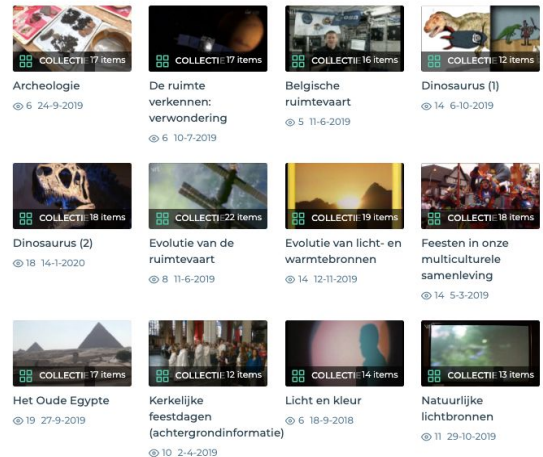 COLLECTIE 17 items
COLLECTIE 17 items
COLLECTIE 16 items
COLLECTIE 12 items
Archeologie
6 24-9-2019
De ruimte
verkennen:
verwondering
6 10-7-2019
Belgische
ruimtevaart
5 11-6-2019
Dinosaurus (1)
14 6-10-2019
COLLECTIE 18 items
COLLECTIE 22 items
COLLECTIE 19 items
COLLECTIE 18 items
Dinosaurus (2)
18 14-1-2020
Evolutie van de
ruimtevaart
8 11-6-2019
Evolutie van licht- en
warmtebronnen
14 12-11-2019
Feesten in onze
multiculturele
samenleving
14 5-3-2019
COLLECTIE 17 items
COLLECTIE 12 items
COLLECTIE 14 items
COLLECTIE 13 items
Het Oude Egypte
19 27-9-2019
Kerkelijke
feestdagen
(achtergrondinformatie)
10 2-4-2019
Licht en kleur
6 18-9-2018
Natuurlijke
lichtbronnen
11 29-10-2019